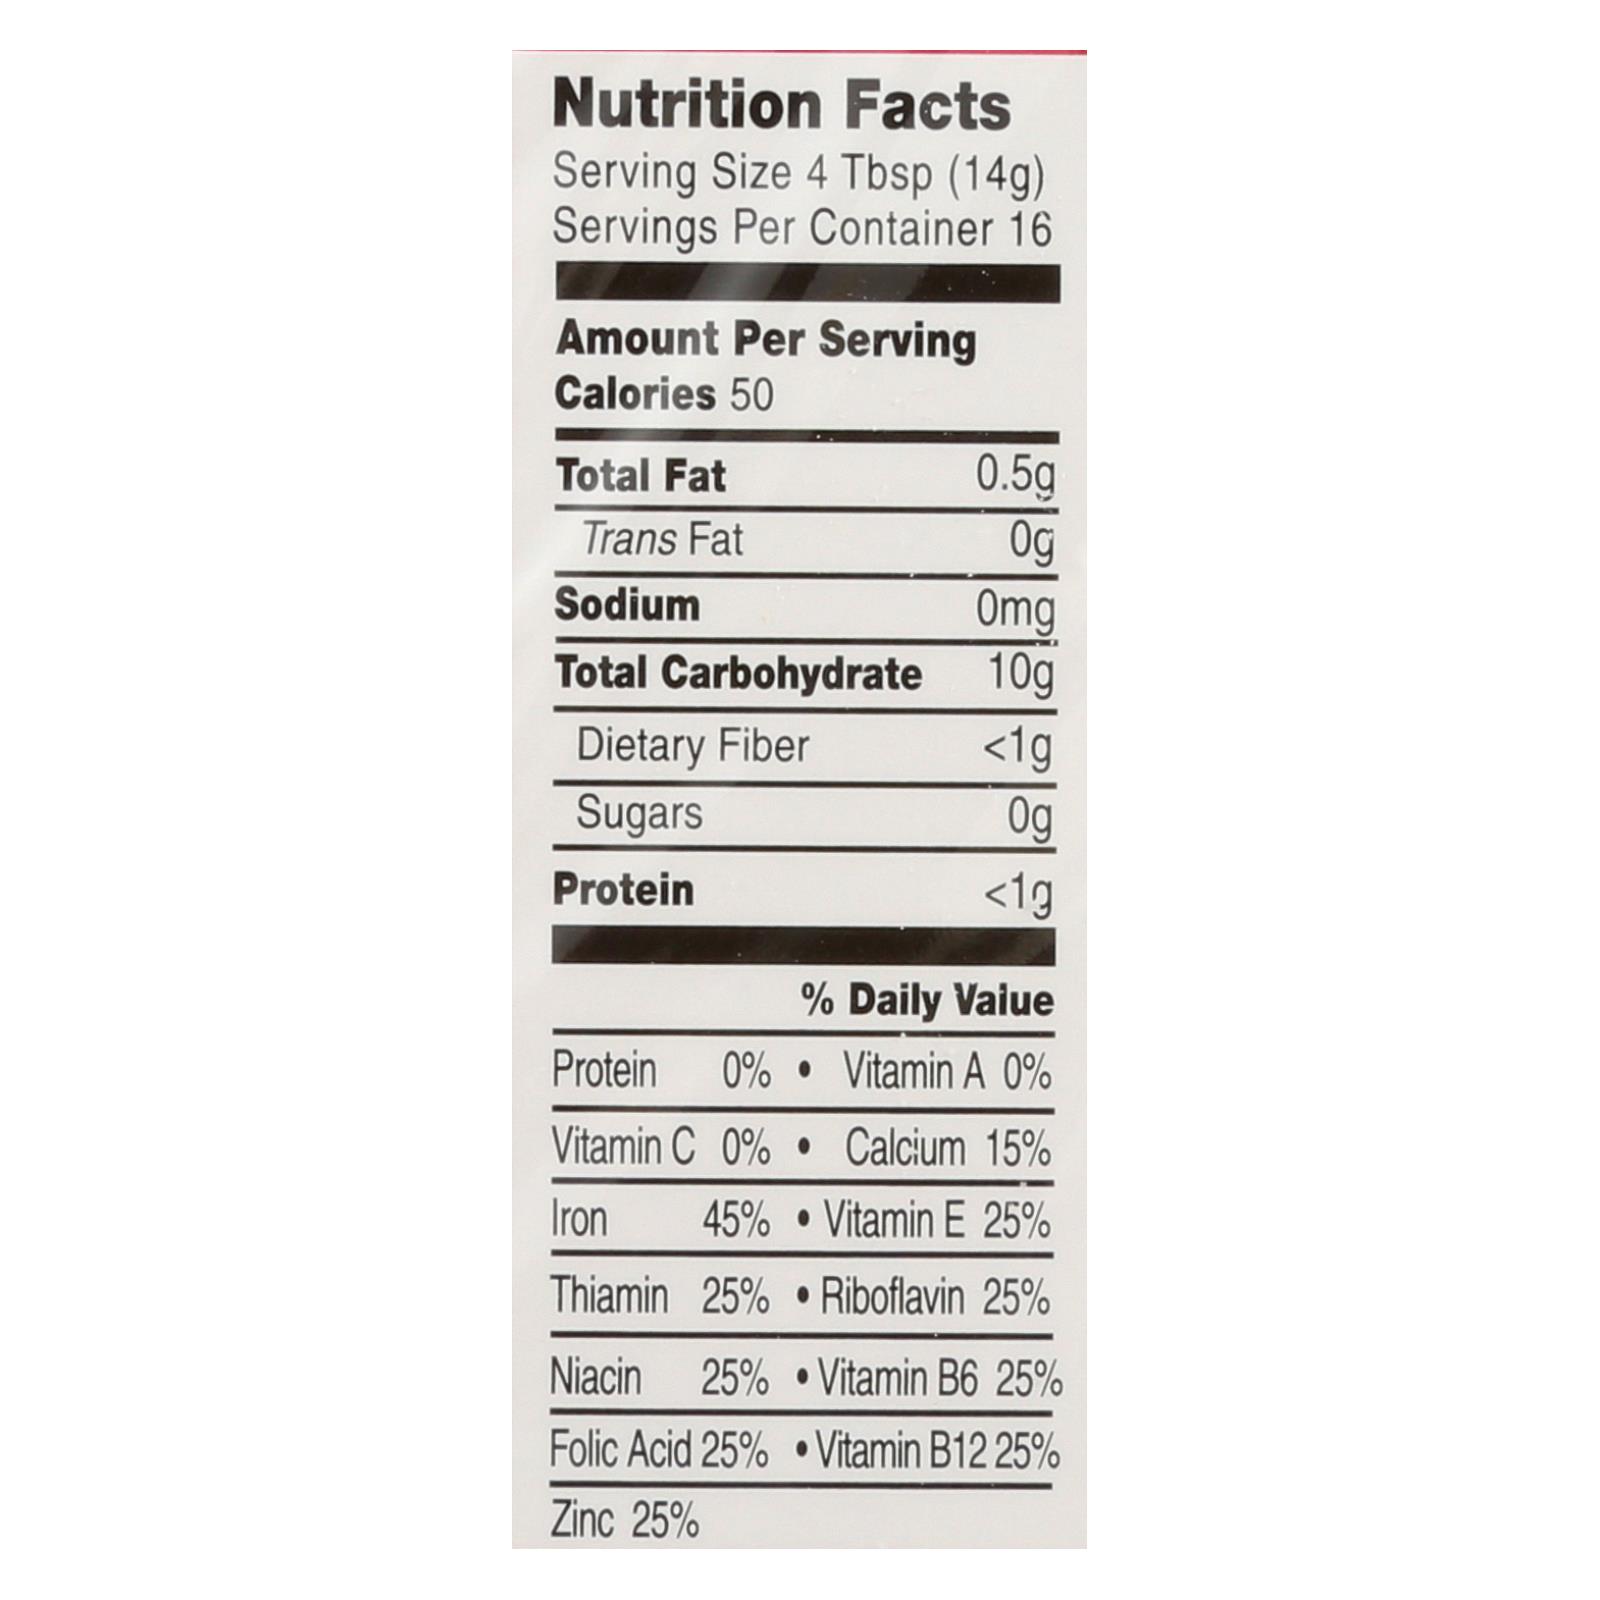 Nutrition Facts
Serving Size 4 Tbsp (14g)
Servings Per Container 16
Amount Per Serving
Calories 50
Total Fat 0.5g
Trans Fat 0g
Sodium 0mg
Total Carbohydrate 10g
Dietary Fiber <1g
Sugars 0g
Protein <1g
% Daily Value
Protein 0% • Vitamin A 0%
Vitamin C 0% • Calcium 15%
Iron 45% • Vitamin E 25%
Thiamin 25% • Riboflavin 25%
Niacin 25% • Vitamin B6 25%
Folic Acid 25% • Vitamin B12 25%
Zinc 25%